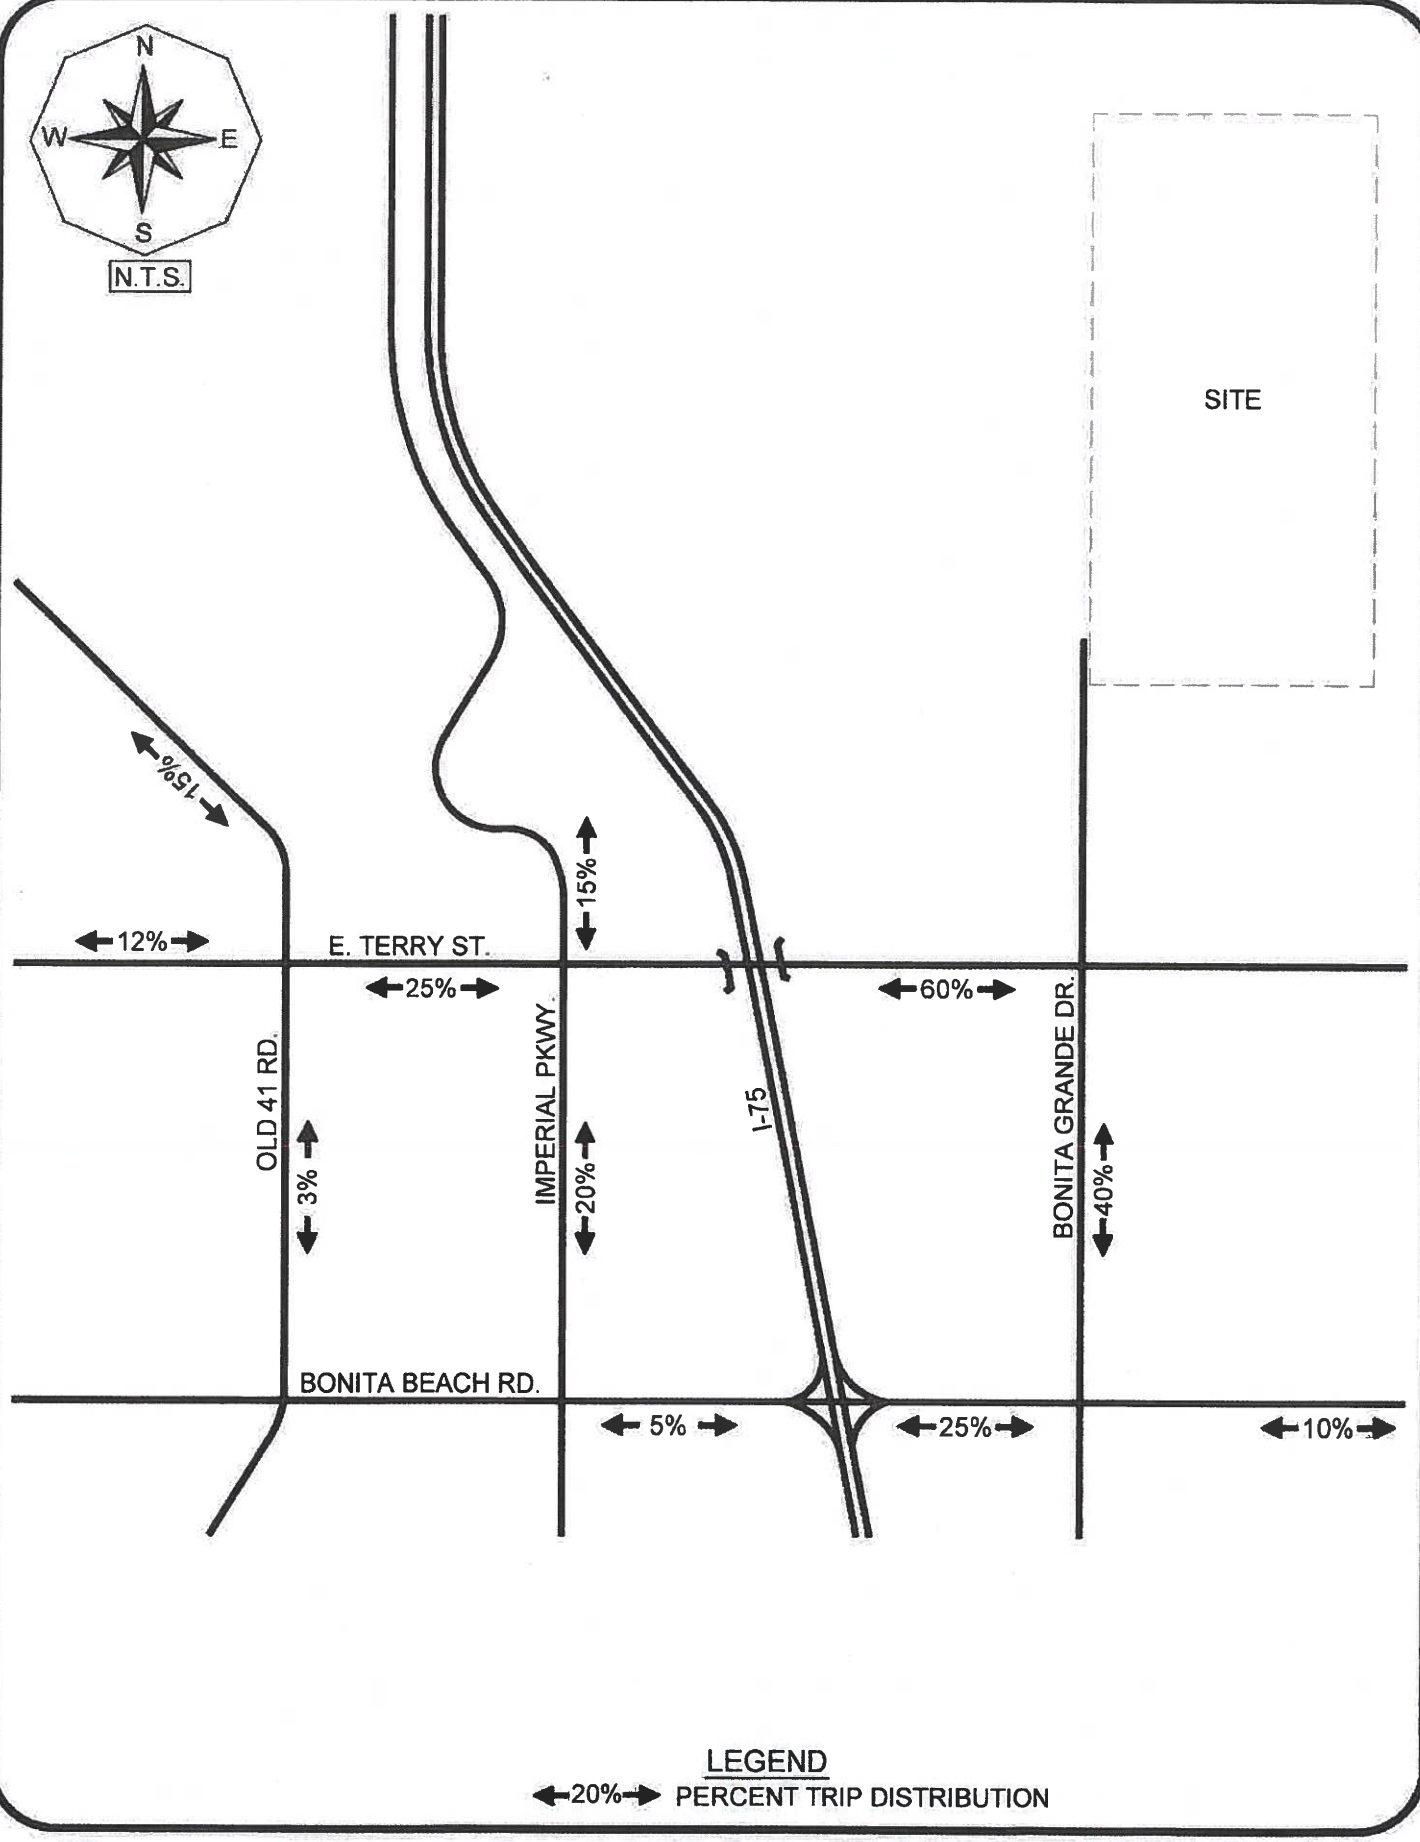 N
W E
S
N.T.S.
SITE
15%
15%
12%
E. TERRY ST.
25%
60%
OLD 41 RD.
3%
IMPERIAL PKWY.
20%
I-75
BONITA GRANDE DR.
40%
BONITA BEACH RD.
5%
25%
10%
LEGEND
20% PERCENT TRIP DISTRIBUTION